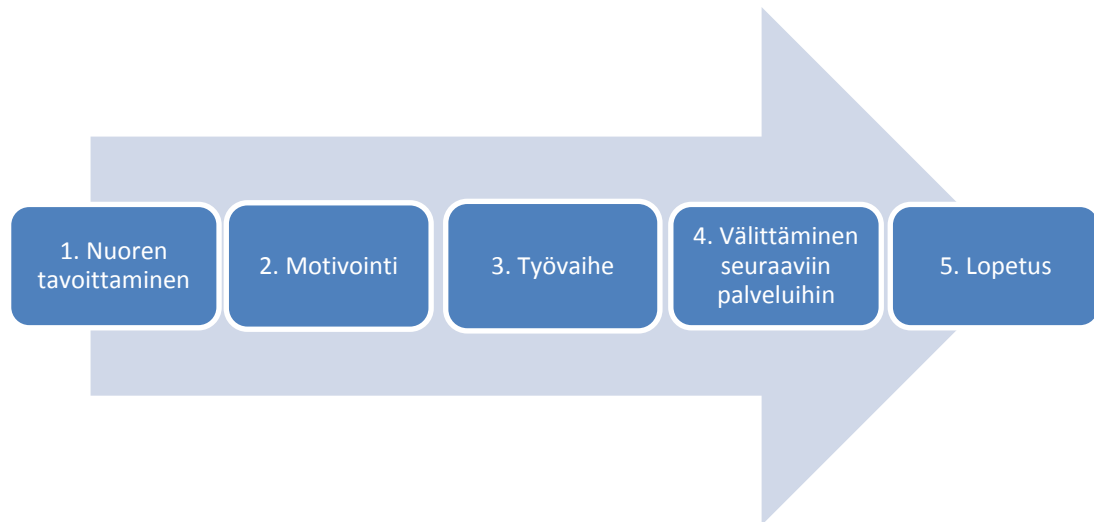 1. Nuoren
tavoittaminen
2. Motivointi
3. Työvaihe
4. Välittäminen
seuraaviin
palveluihin
5. Lopetus